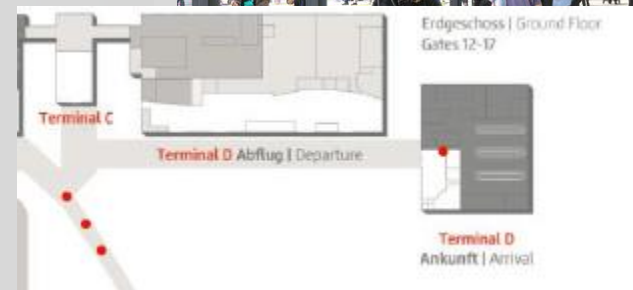 Erdgeschoss | Ground Floor
Gates 12-17
Terminal C
Terminal D Abflug | Departure
Terminal D
Ankunft | Arrival